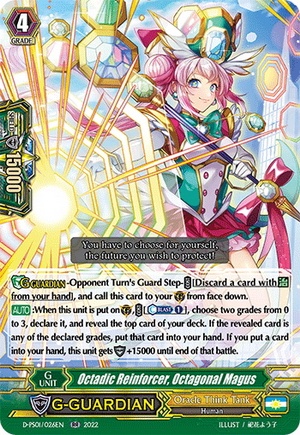 4
GRADE
15000
You have to choose for yourself,
the future you wish to protect!
G GUARDIAN -Opponent Turn's Guard Step- [Discard a card with
from your hand], and call this card to your from face down.
AUTO :When this unit is put on , [ BLAST 1], choose two grades from 0
to 3, declare it, and reveal the top card of your deck. If the revealed card is
any of the declared grades, put that card into your hand. If you put a card
into your hand, this unit gets +15000 until end of that battle.
G
UNIT
Octadic Reinforcer, Octagonal Magus
G-GUARDIAN
Oracle Think Tank
Human
D-PS01/026EN RR 2022
ILLUST / 祀花よう子